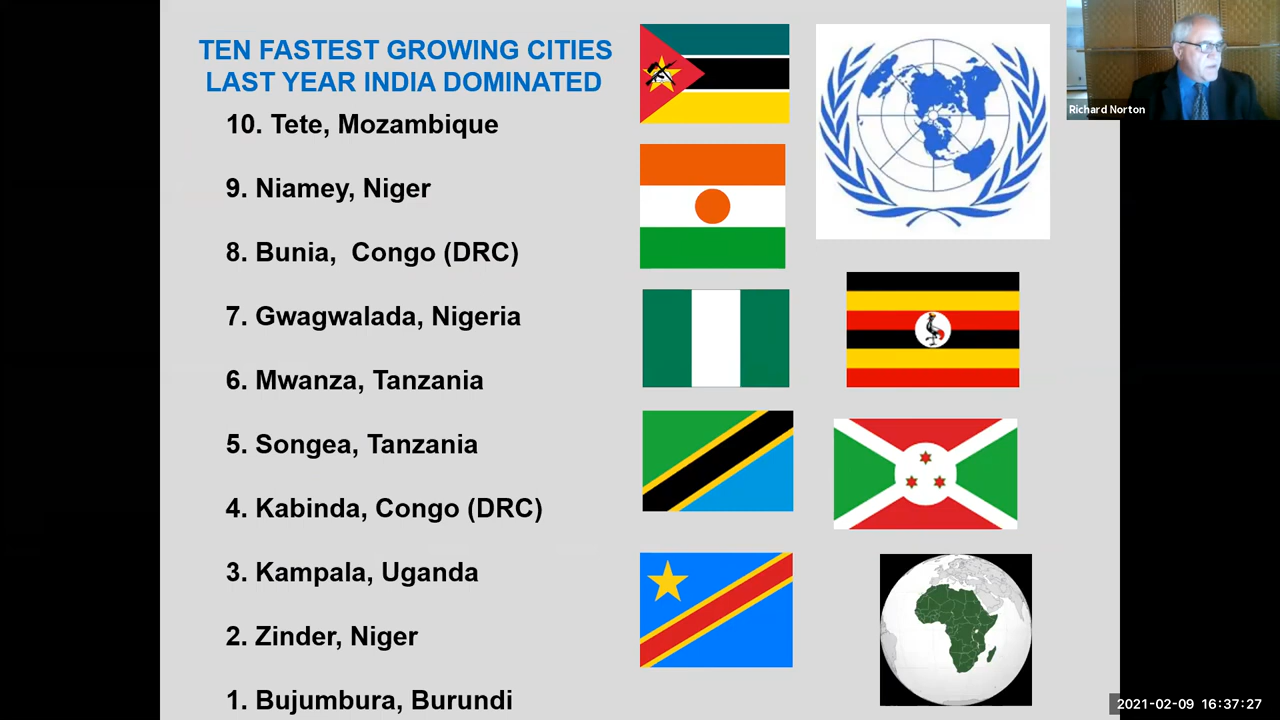 TEN FASTEST GROWING CITIES
LAST YEAR INDIA DOMINATED
10. Tete, Mozambique
9. Niamey, Niger
8. Bunia,  Congo (DRC)
7. Gwagwalada, Nigeria
6. Mwanza, Tanzania
5. Songea, Tanzania
4. Kabinda, Congo (DRC)
3. Kampala, Uganda
2. Zinder, Niger
1. Bujumbura, Burundi
Richard Norton
2021-02-09 16:37:27